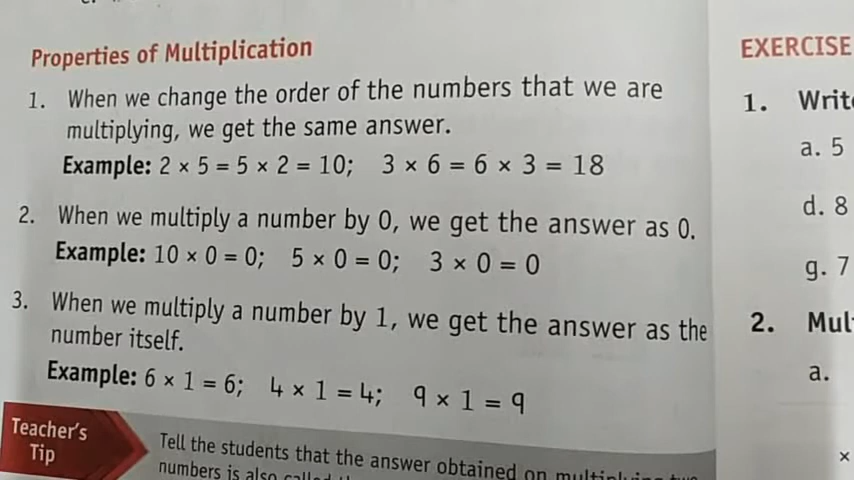 Properties of Multiplication
1. When we change the order of the numbers that we are
multiplying, we get the same answer.
Example: 2 × 5 = 5 × 2 = 10; 3 × 6 = 6 × 3 = 18
2. When we multiply a number by 0, we get the answer as 0.
Example: 10 × 0 = 0; 5 × 0 = 0; 3 × 0 = 0
3. When we multiply a number by 1, we get the answer as the
number itself.
Example: 6 × 1 = 6; 4 × 1 = 4; 9 × 1 = 9
Teacher's
Tip
Tell the students that the answer obtained on multiplying two
numbers is also called
EXERCISE
1.
a. 5
d. 8
g. 7
2.
a.
×